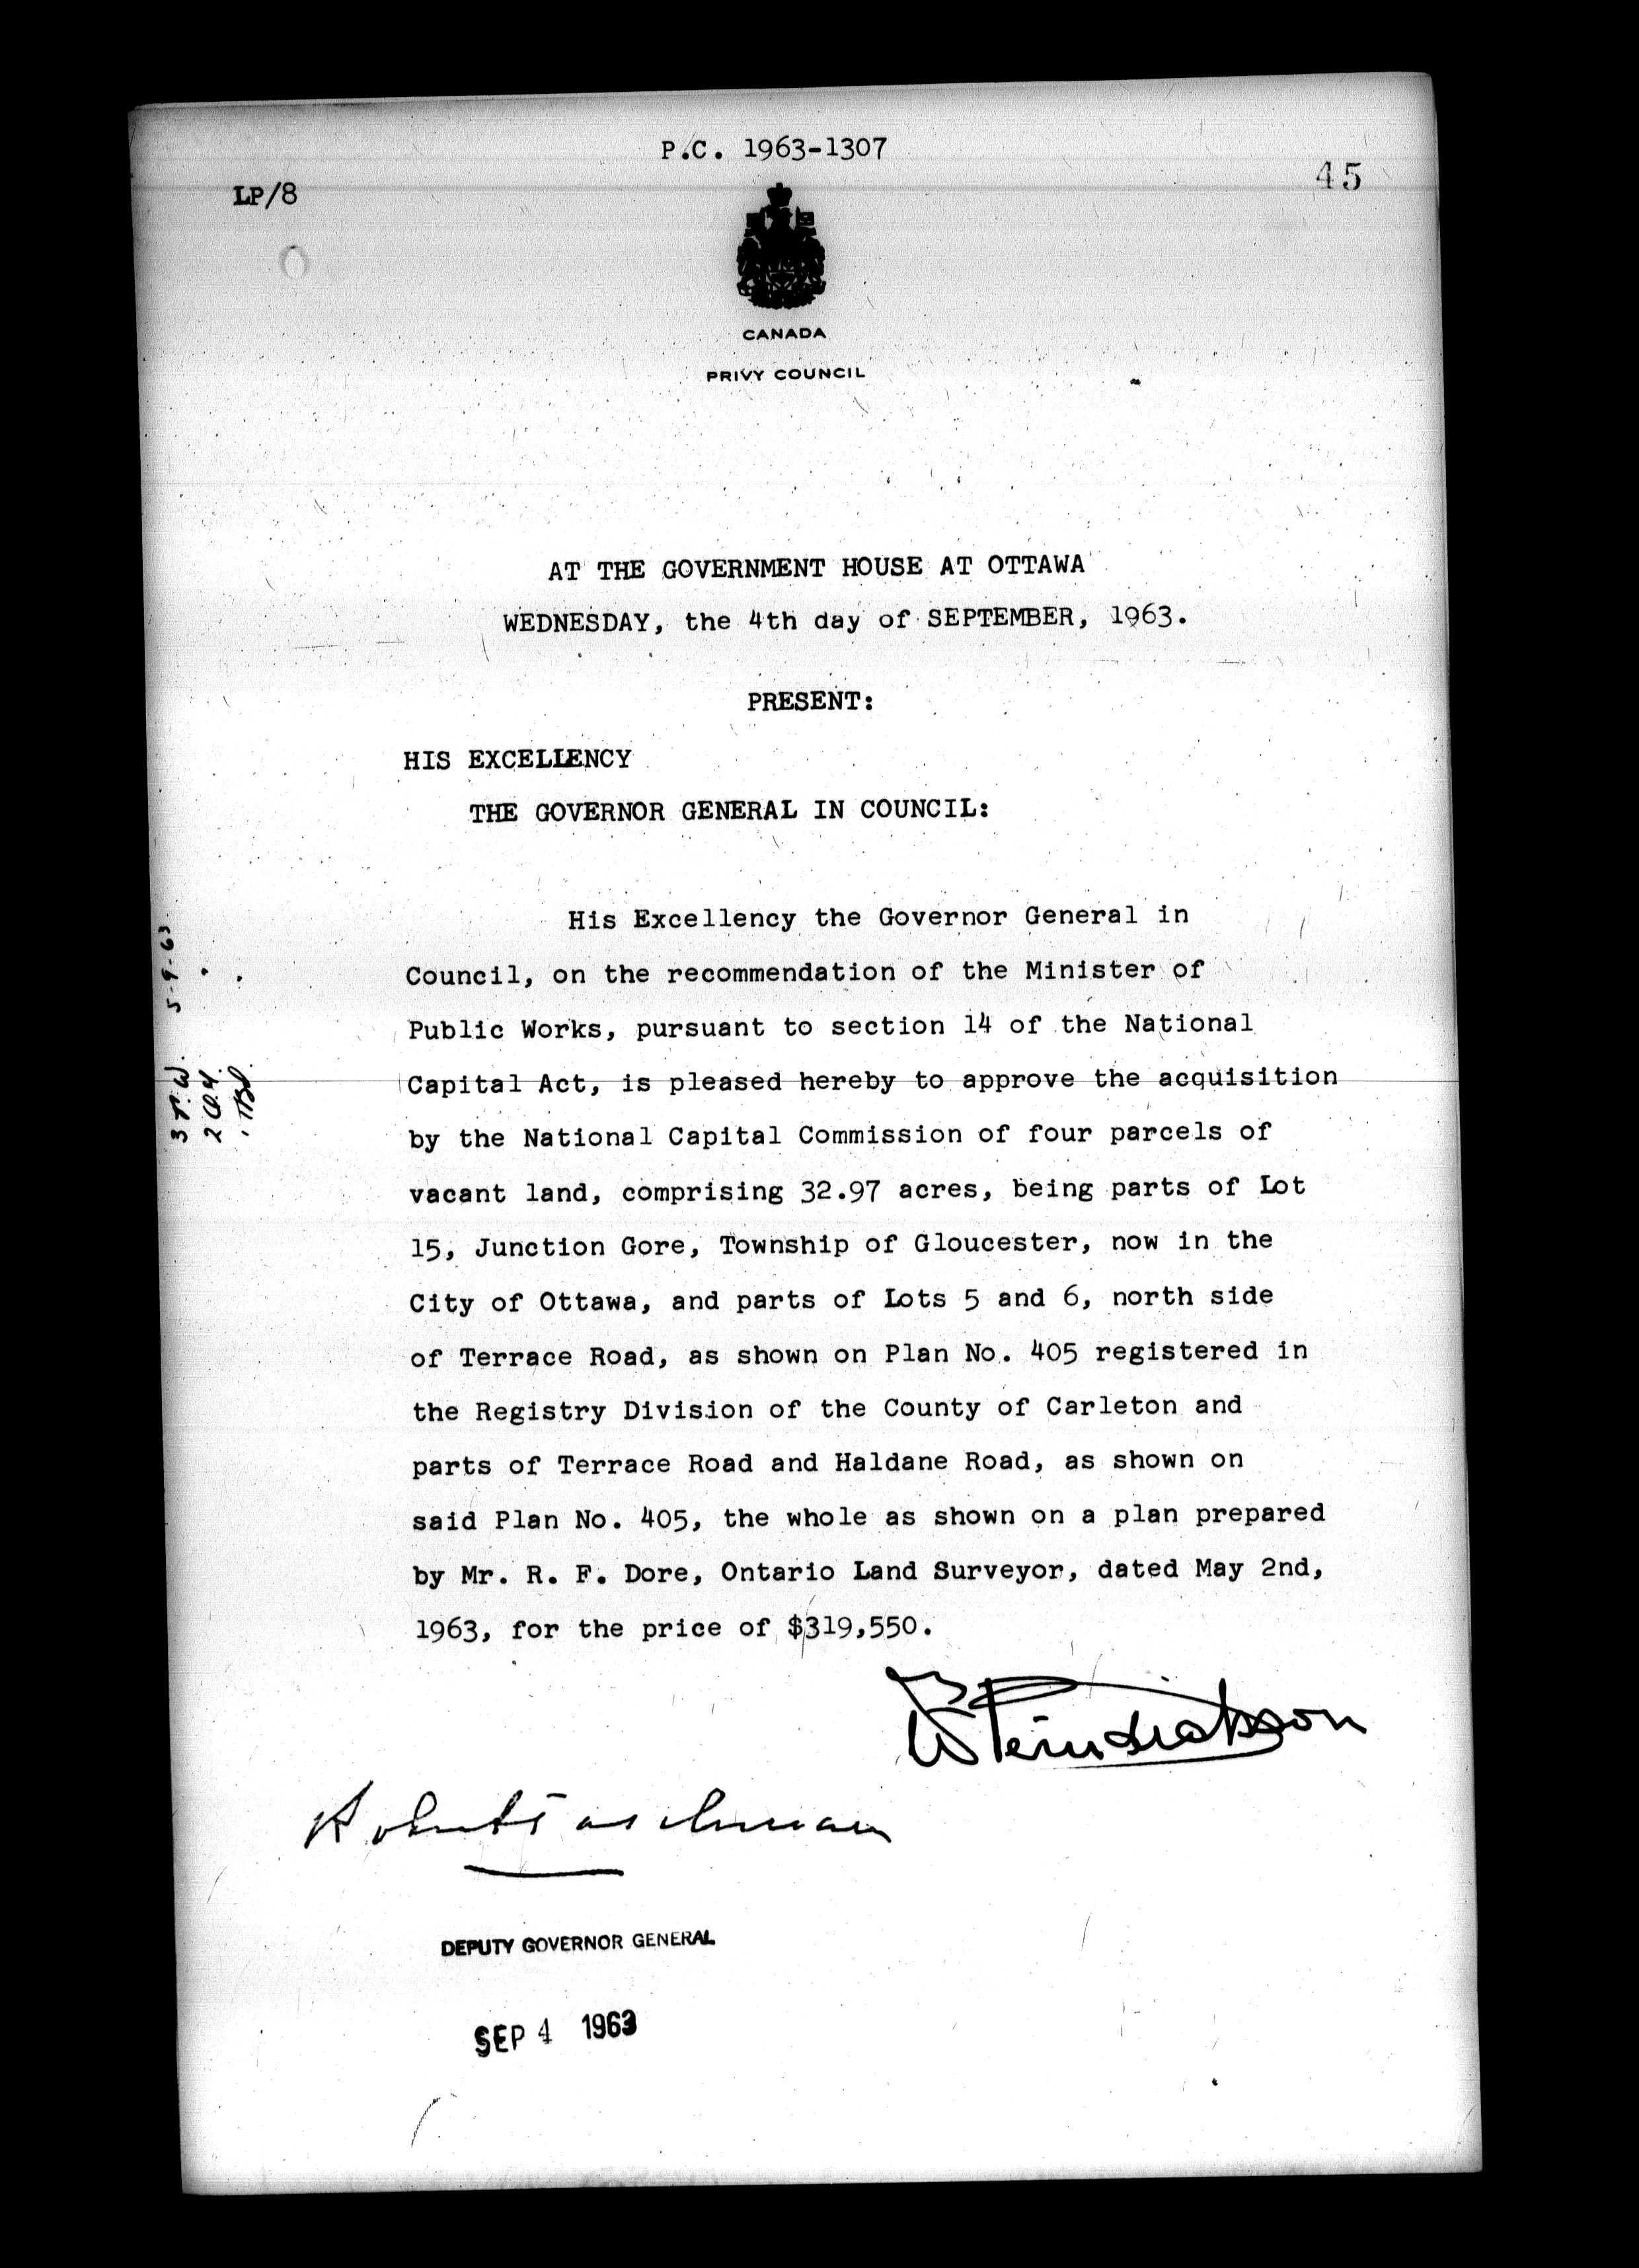 P.C. 1963-1307
45
LP/8
CANADA
PRIVY COUNCIL
AT THE GOVERNMENT HOUSE AT OTTAWA
WEDNESDAY, the 4th day of SEPTEMBER, 1963.
PRESENT:
HIS EXCELLENCY
THE GOVERNOR GENERAL IN COUNCIL:
His Excellency the Governor General in
Council, on the recommendation of the Minister of
Public Works, pursuant to section 14 of the National
Capital Act, is pleased hereby to approve the acquisition
by the National Capital Commission of four parcels of
vacant land, comprising 32.97 acres, being parts of Lot
15, Junction Gore, Township of Gloucester, now in the
City of Ottawa, and parts of Lots 5 and 6, north side
of Terrace Road, as shown on Plan No. 405 registered in
the Registry Division of the County of Carleton and
parts of Terrace Road and Haldane Road, as shown on
said Plan No. 405, the whole as shown on a plan prepared
by Mr. R. F. Dore, Ontario Land Surveyor, dated May 2nd,
1963, for the price of $319,550.
DEPUTY GOVERNOR GENERAL
SEP 4 1963
3 P.W. 5-9-63